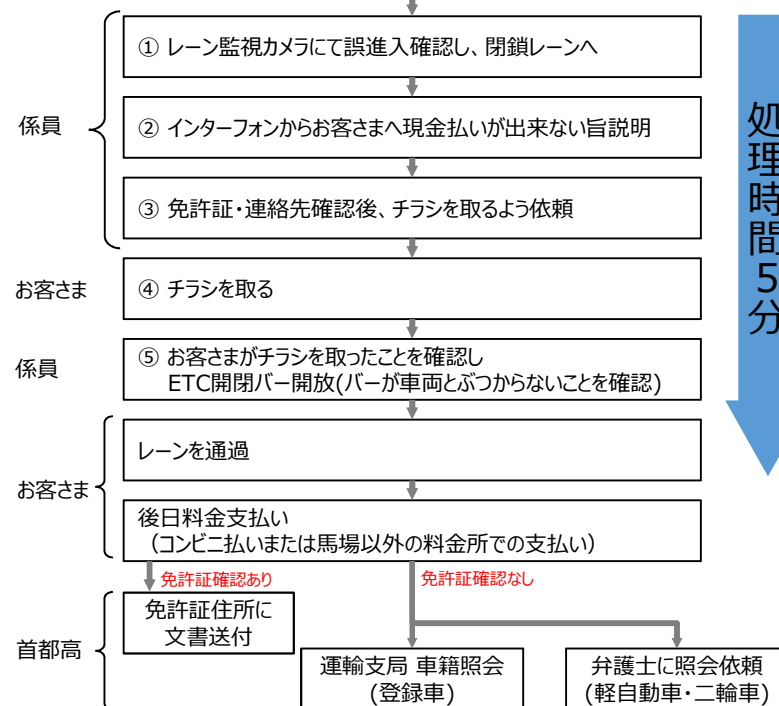 係員
① レーン監視カメラにて誤進入確認し、閉鎖レーンへ
② インターフォンからお客さまへ現金払いが出来ない旨説明
③ 免許証・連絡先確認後、チラシを取るよう依頼
お客さま
④ チラシを取る
係員
⑤ お客さまがチラシを取ったことを確認し
ETC開閉バー開放(バーが車両とぶつからないことを確認)
お客さま
レーンを通過
後日料金支払い
（コンビニ払いまたは馬場以外の料金所での支払い）
免許証確認あり
免許証確認なし
首都高
免許証住所に
文書送付
運輸支局 車籍照会
(登録車)
弁護士に照会依頼
(軽自動車・二輪車)
処理時間5分